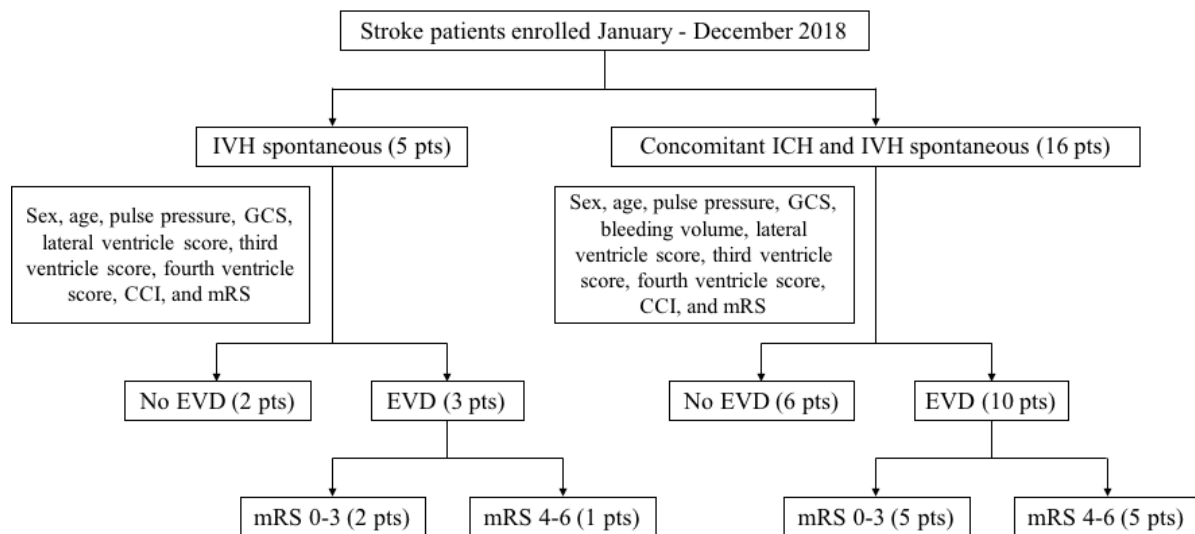 Stroke patients enrolled January - December 2018
IVH spontaneous (5 pts)
Concomitant ICH and IVH spontaneous (16 pts)
Sex, age, pulse pressure, GCS,
lateral ventricle score, third
ventricle score, fourth ventricle
score, CCI, and mRS
Sex, age, pulse pressure, GCS,
bleeding volume, lateral
ventricle score, third ventricle
score, fourth ventricle score,
CCI, and mRS
No EVD (2 pts)
EVD (3 pts)
No EVD (6 pts)
EVD (10 pts)
mRS 0-3 (2 pts)
mRS 4-6 (1 pts)
mRS 0-3 (5 pts)
mRS 4-6 (5 pts)